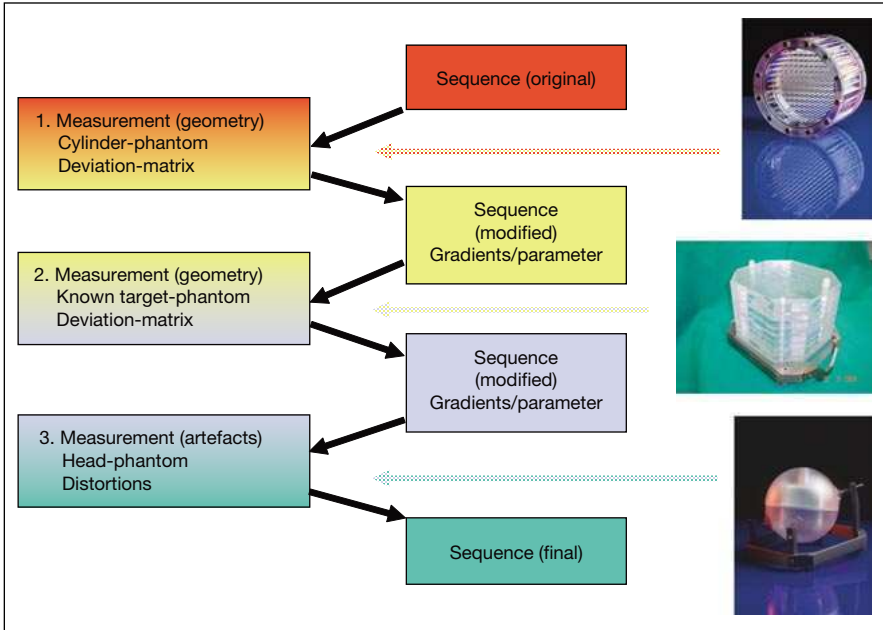 Sequence (original)
1. Measurement (geometry)
Cylinder-phantom
Deviation-matrix
Sequence
(modified)
Gradients/parameter
2. Measurement (geometry)
Known target-phantom
Deviation-matrix
Sequence
(modified)
Gradients/parameter
3. Measurement (artefacts)
Head-phantom
Distortions
Sequence (final)